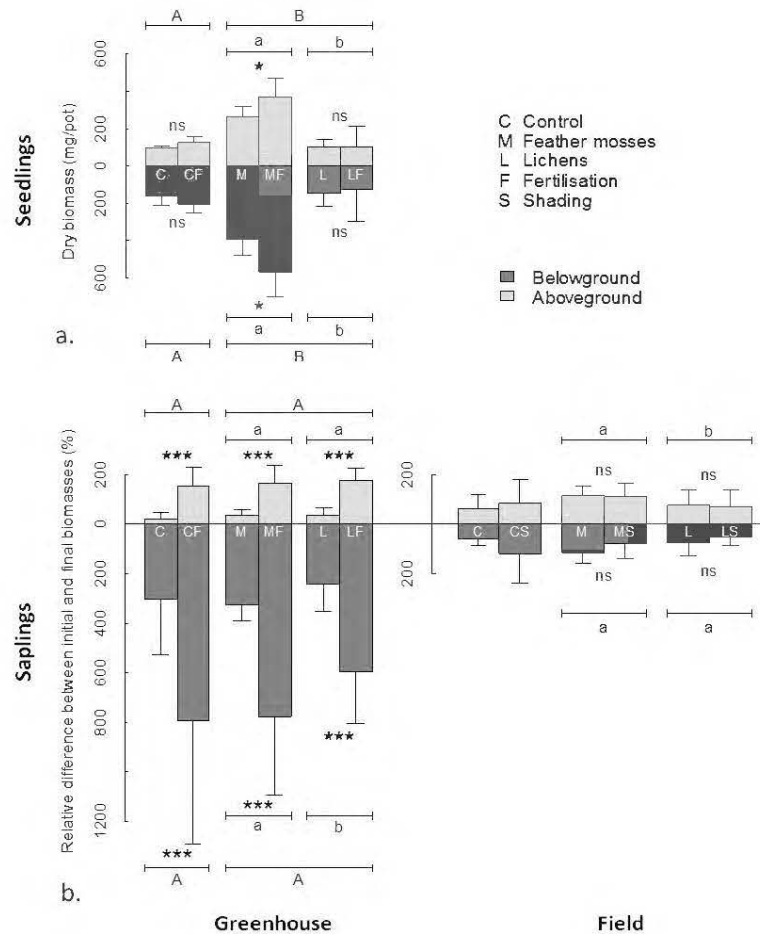 A B
a b
*
600
200
0
200
600
Dry biomass (mg/pot)
Seedlings
ns ns
C CF M MF L LF
ns ns
*
a b
A B
a.
C Control
M Feather mosses
L Lichens
F Fertilisation
S Shading
Belowground
Aboveground
A A
a a
*** *** ***
200
0
200
400
600
800
1200
Relative difference between initial and final biomasses (%)
Saplings
C CF M MF L LF
***
***
a b
***
A A
b.
a b
ns ns
200
200
C CS M MS L LS
ns ns
a a
Greenhouse Field